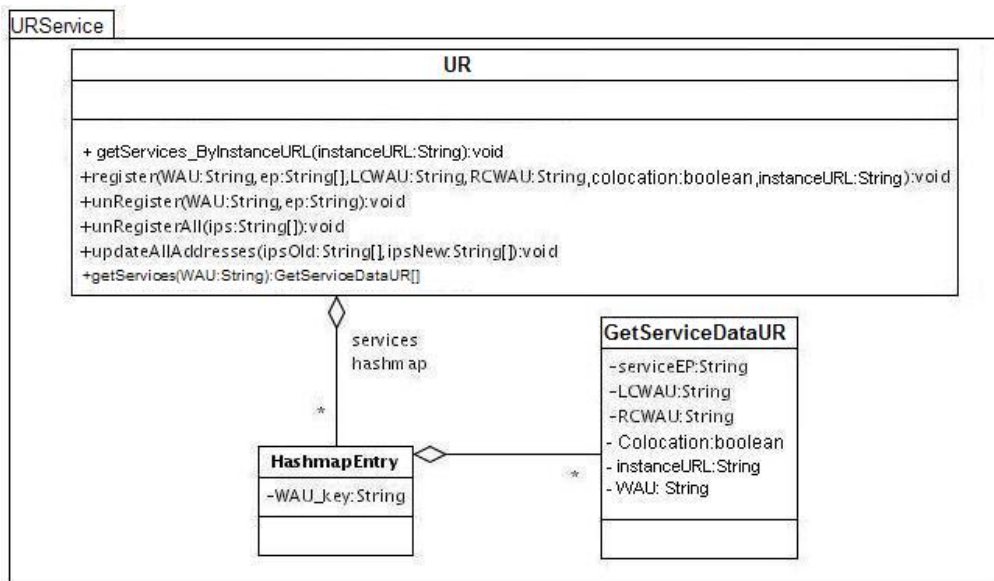 URService
UR
+ getServices_ByInstanceURL(instanceURL:String):void
+register(WAU:String,ep:String[],LCWAU:String,RCWAU:String,colocation:boolean,instanceURL:String):void
+unRegister(WAU:String,ep:String):void
+unRegisterAll(ips:String[]):void
+updateAllAddresses(ipsOld:String[],ipsNew:String[]):void
+getServices(WAU:String):GetServiceDataUR[]
services
hashmap
*
HashmapEntry
-WAU_key:String
*
GetServiceDataUR
-serviceEP:String
-LCWAU:String
-RCWAU:String
- Colocation:boolean
- instanceURL:String
- WAU: String